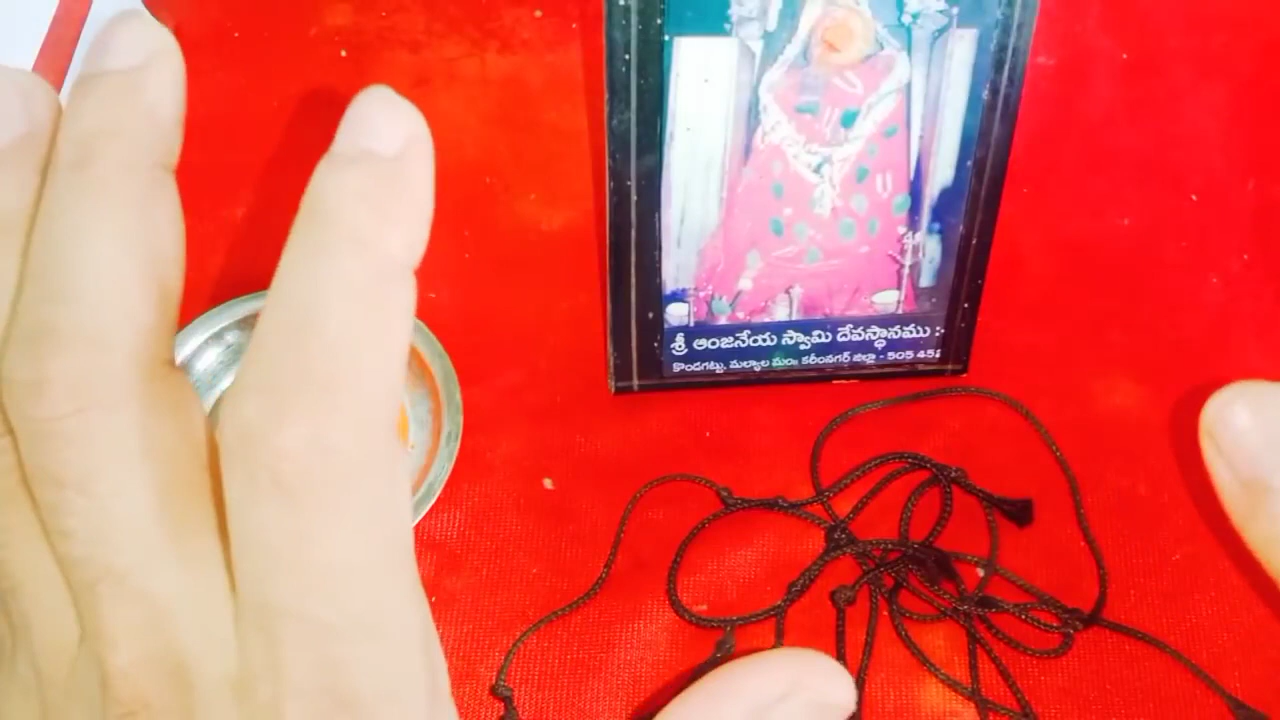 శ్రీ ఆంజనేయ స్వామి దేవస్థానము :-
కొండగట్టు, మల్యాల మం॥ కరీంనగర్ జిల్లా - 505 45